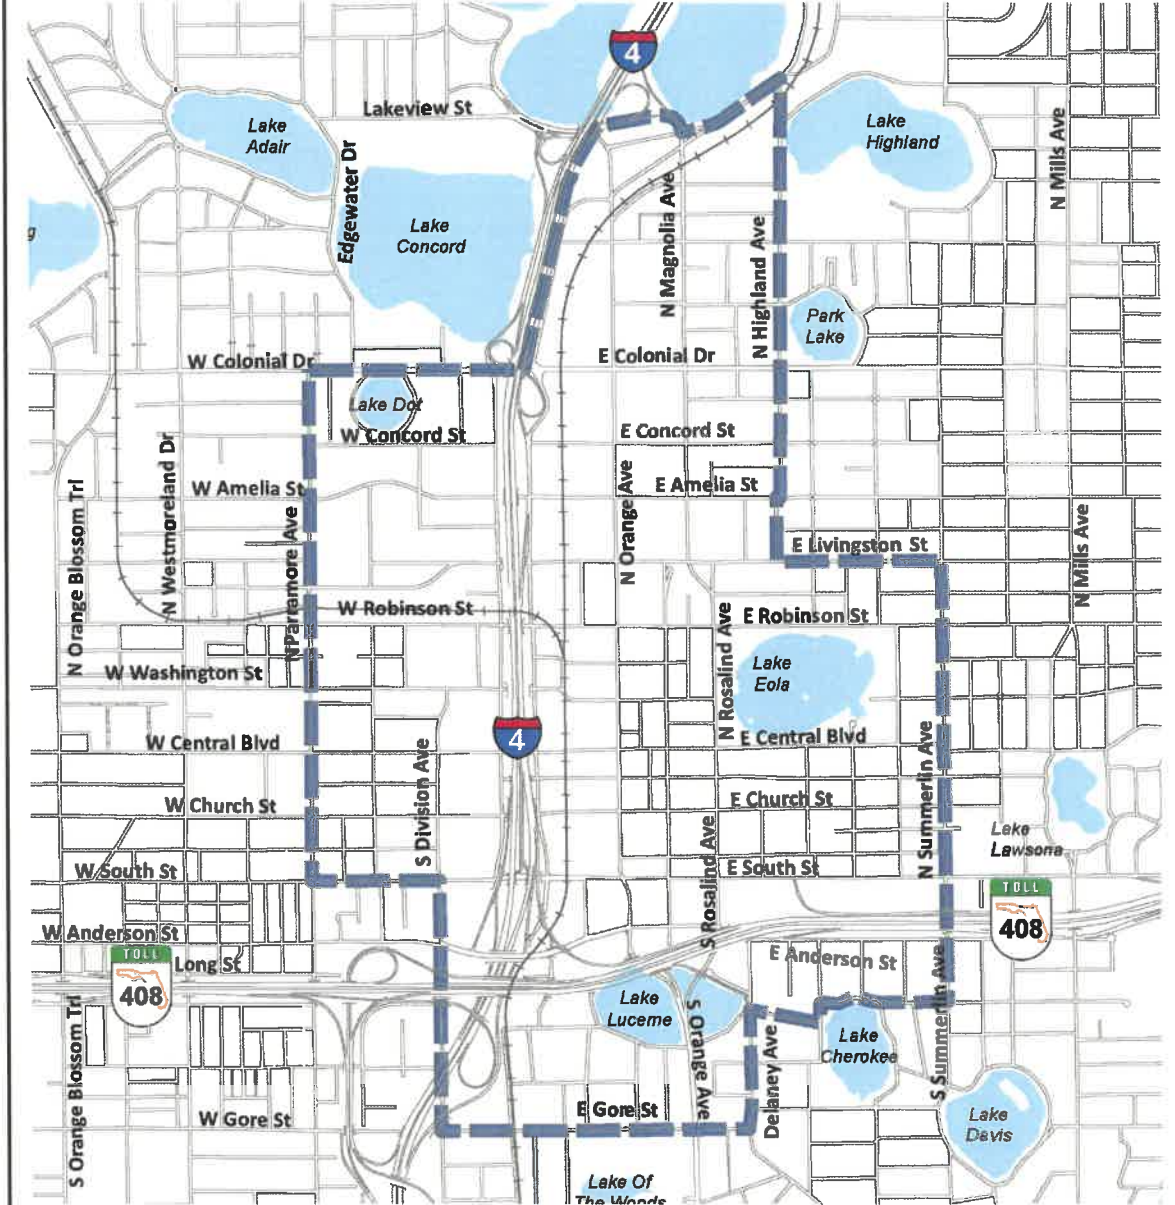 4
Lakeview St
Lake
Adair
Lake
Highland
N Mills Ave
Edgewater Dr
Lake
Concord
N Magnolia Ave
N Highland Ave
g
Park
Lake
W Colonial Dr
E Colonial Dr
Lake Dot
W Concord St
E Concord St
W Amelia St
E Amelia St
N Orange Blossom Trl
N Westmoreland Dr
N Parramore Ave
N Orange Ave
E Livingston St
N Mills Ave
W Robinson St
E Robinson St
W Washington St
N Rosalind Ave
Lake
Eola
W Central Blvd
4
E Central Blvd
S Division Ave
N Summerlin Ave
W Church St
E Church St
Lake
Lawsona
W South St
E South St
S Rosalind Ave
W Anderson St
TOLL
408
TOLL
408
Long St
E Anderson St
S Orange Blossom Trl
Lake
Lucerne
S Orange Ave
Delaney Ave
Lake
Cherokee
S Summerlin Ave
W Gore St
E Gore St
Lake
Davis
Lake Of
The Woods